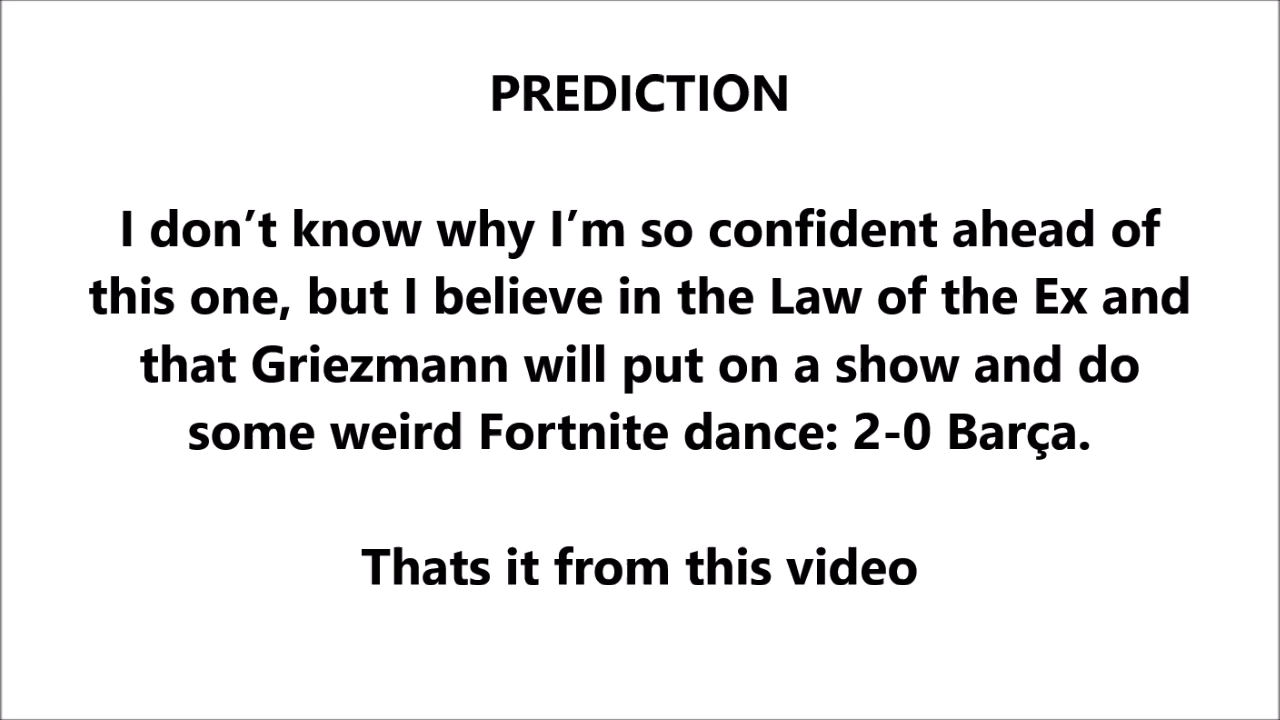 PREDICTION
I don’t know why I’m so confident ahead of
this one, but I believe in the Law of the Ex and
that Griezmann will put on a show and do
some weird Fortnite dance: 2-0 Barça.
Thats it from this video